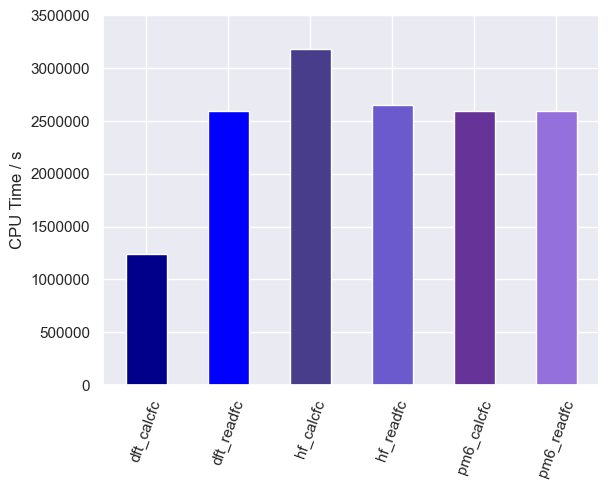 3500000
3000000
2500000
2000000
1500000
1000000
500000
0
CPU Time / s
dft_calcfc
dft_readfc
hf_calcfc
hf_readfc
pm6_calcfc
pm6_readfc